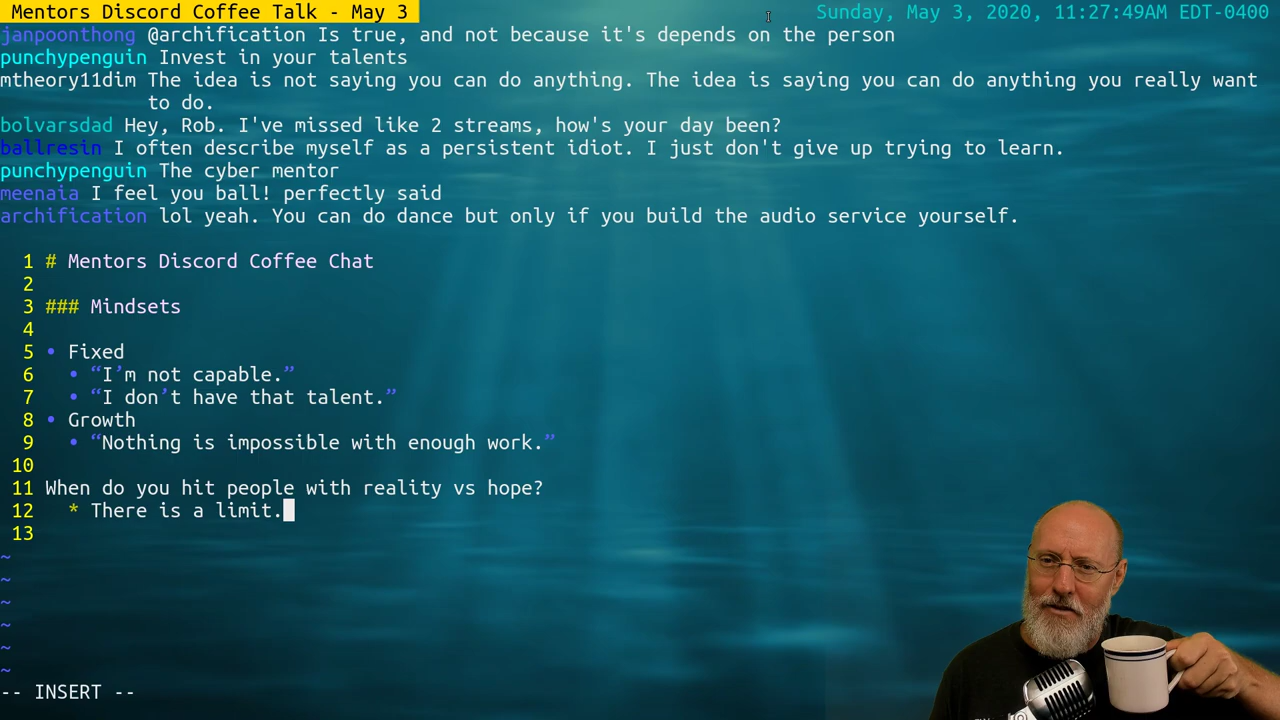 Mentors Discord Coffee Talk - May 3
Sunday, May 3, 2020, 11:27:49AM EDT-0400
janpoonthong @archification Is true, and not because it's depends on the person
punchypenguin Invest in your talents
mtheory11dim The idea is not saying you can do anything. The idea is saying you can do anything you really want
to do.
bolvarsdad Hey, Rob. I've missed like 2 streams, how's your day been?
ballresin I often describe myself as a persistent idiot. I just don't give up trying to learn.
punchypenguin The cyber mentor
meenaia I feel you ball! perfectly said
archification lol yeah. You can do dance but only if you build the audio service yourself.
1 # Mentors Discord Coffee Chat
2
3 ### Mindsets
4
5 • Fixed
6 • “I’m not capable.”
7 • “I don’t have that talent.”
8 • Growth
9 • “Nothing is impossible with enough work.”
10
11 When do you hit people with reality vs hope?
12 * There is a limit.
13
~
~
~
~
~
~
-- INSERT --